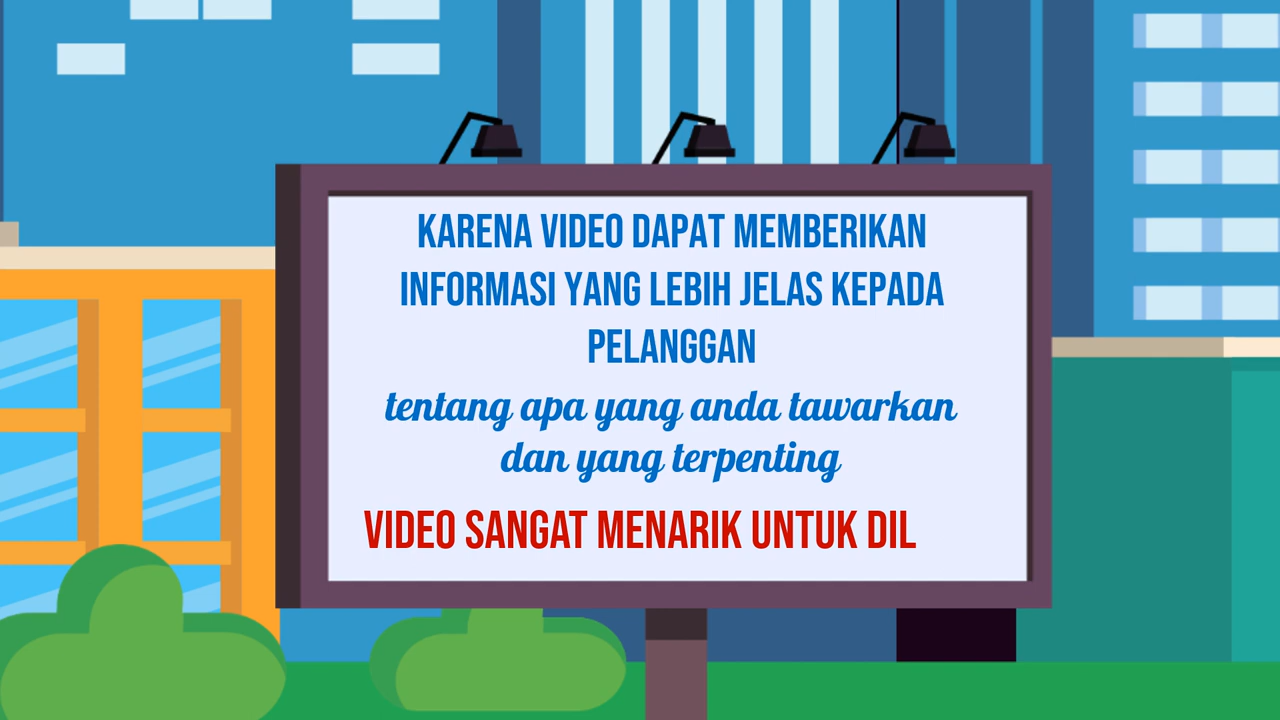 KARENA VIDEO DAPAT MEMBERIKAN
INFORMASI YANG LEBIH JELAS KEPADA
PELANGGAN
tentang apa yang anda tawarkan
dan yang terpenting
VIDEO SANGAT MENARIK UNTUK DIL